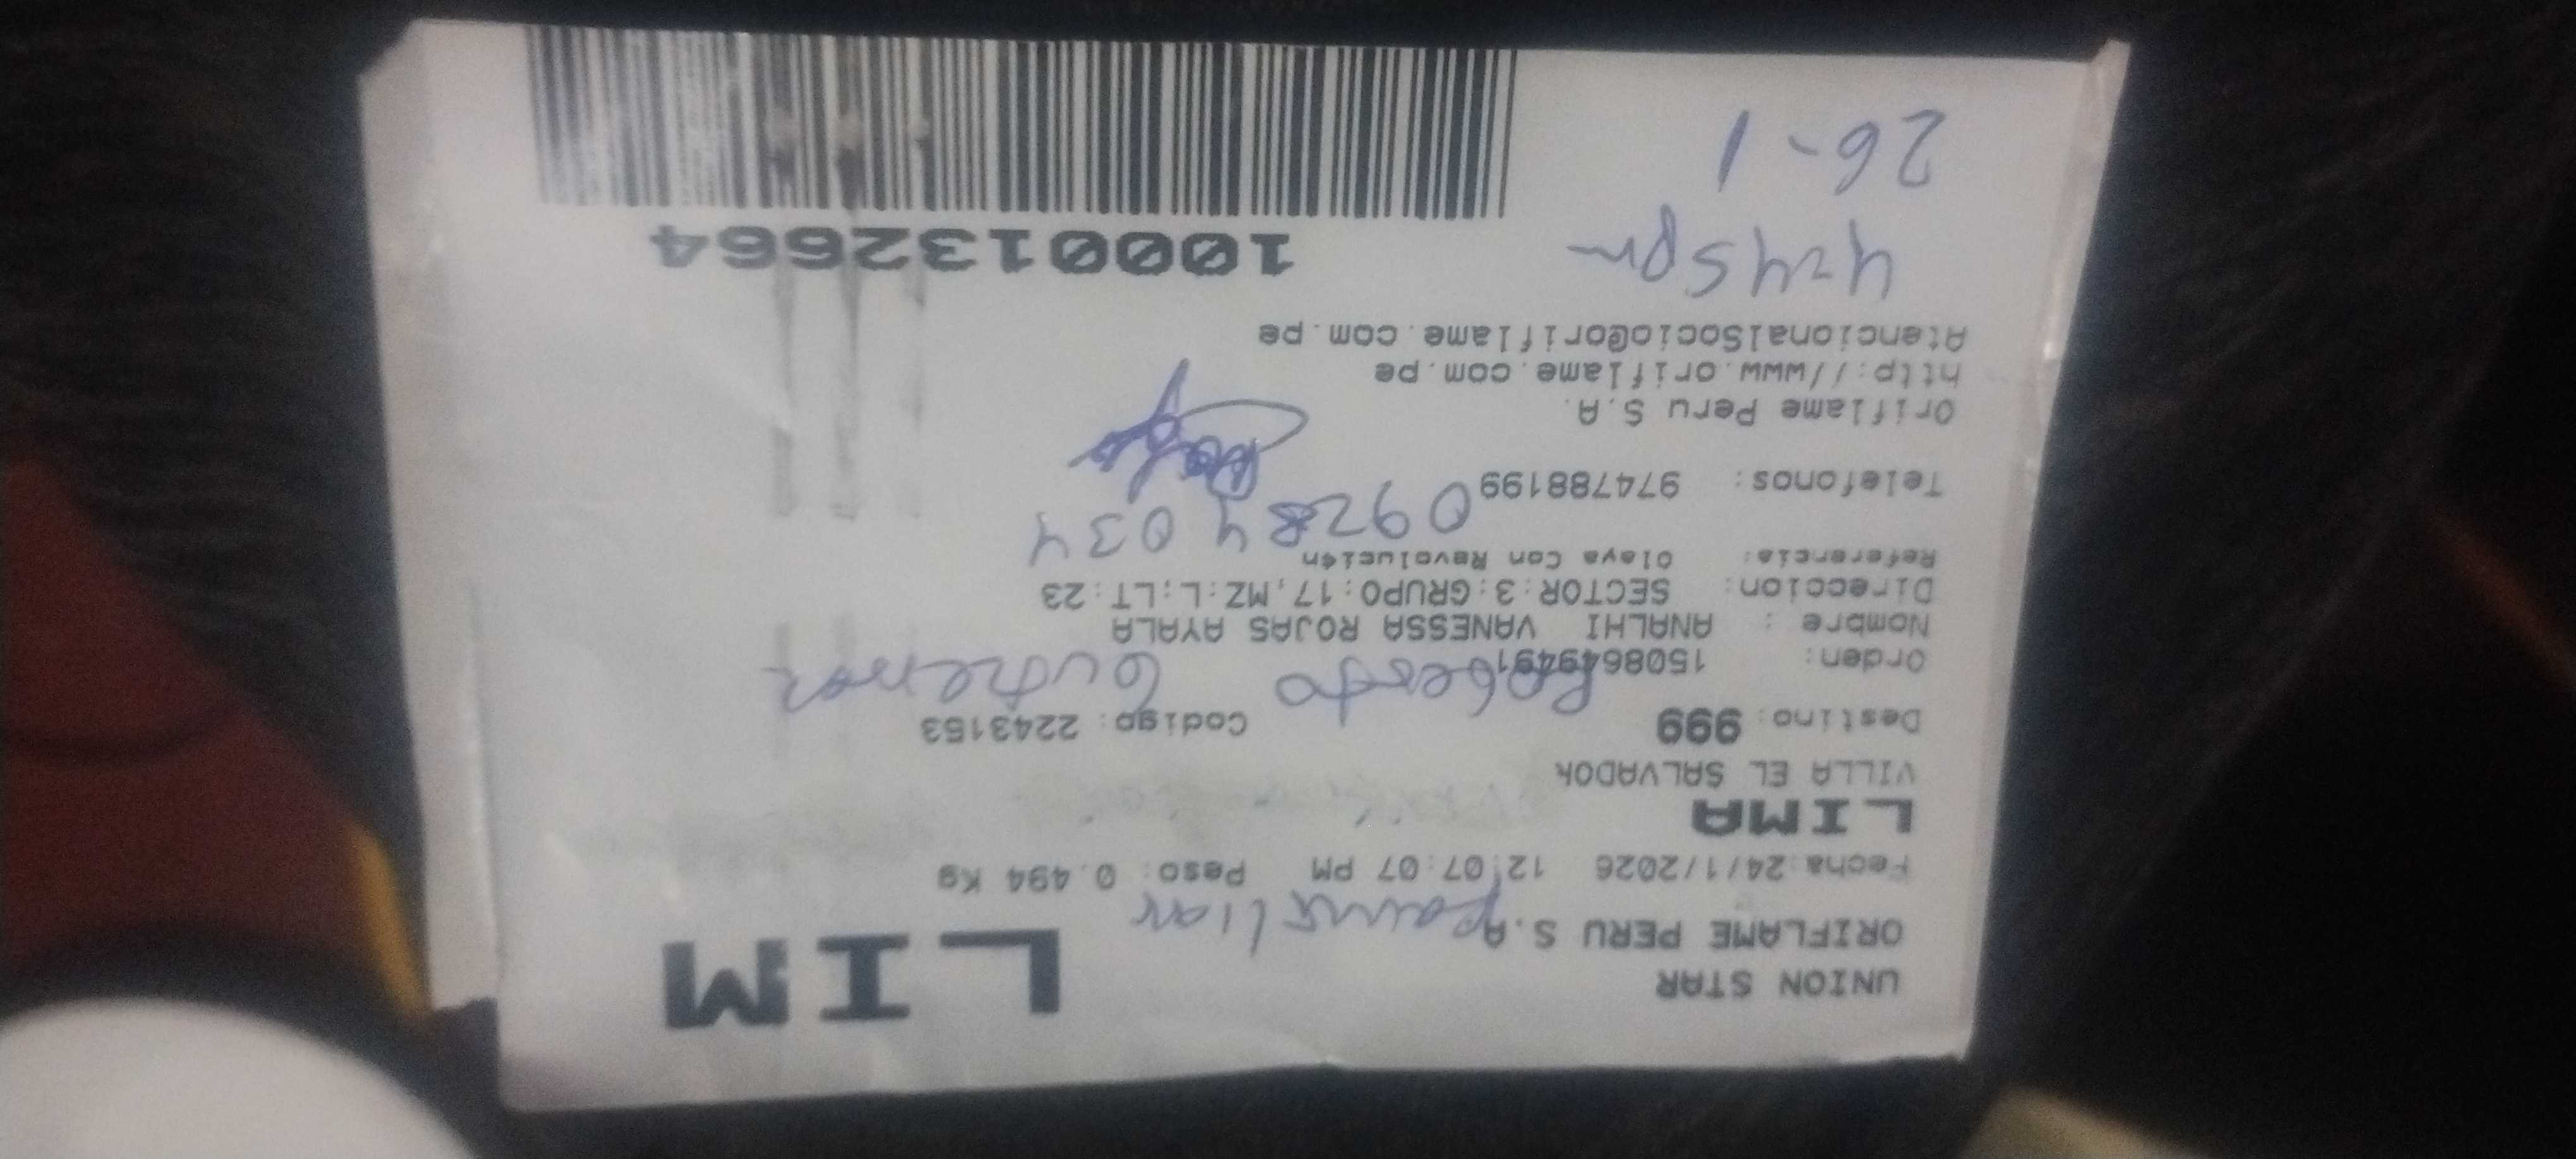 UNION STAR
ORIFLAME PERU S.A
LIM
familiar
Fecha:24/1/2026 12:07:07 PM Peso: 0.494 Kg
LIMA
VILLA EL SALVADOR
Destino: 999 Codigo: 2243153
Roberto Gutierrez
Orden: 1508649491
Nombre : ANALHI VANESSA ROJAS AYALA
Direccion: SECTOR:3:GRUPO:17;MZ:L;LT:23
Referencia: Olaya Con Revolución
09284034
Telefonos: 974788199
Oriflame Peru S.A.
http://www.oriflame.com.pe
AtencionalSocio@oriflame.com.pe
4:45pm
1000132664
26-1